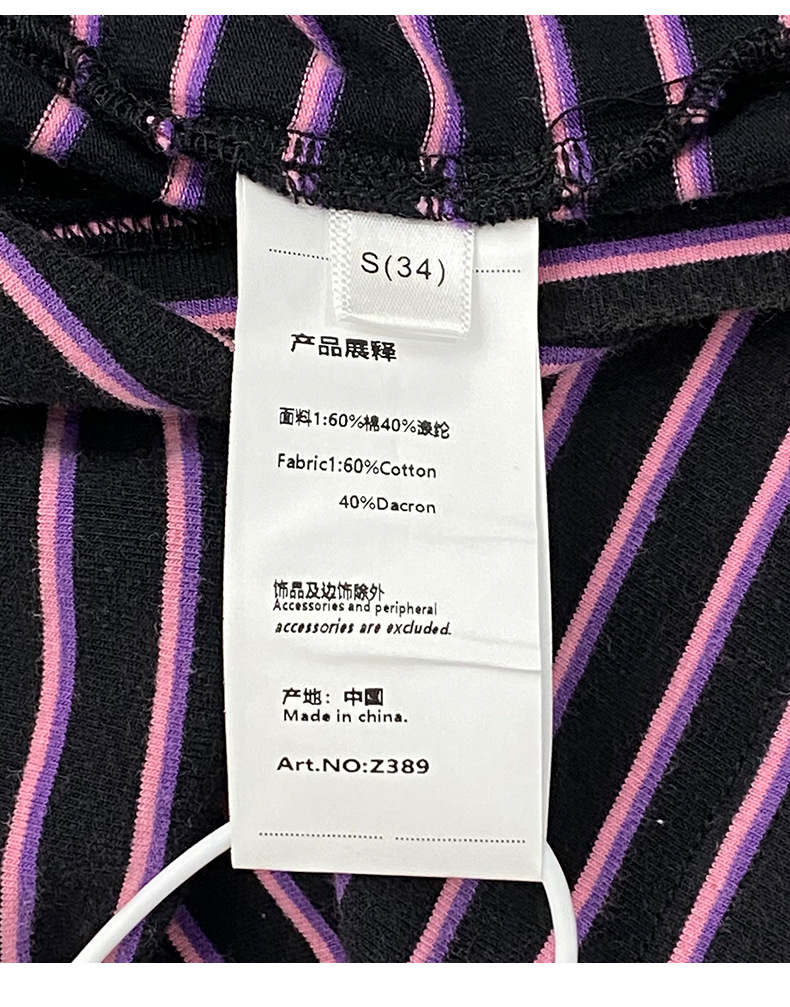 S(34)
产品展释
面料1:60%棉40%涤纶
Fabric1:60%Cotton
40%Dacron
饰品及边饰除外
Accessories and peripheral
accessories are excluded.
产地：中国
Made in china.
Art.NO:Z389